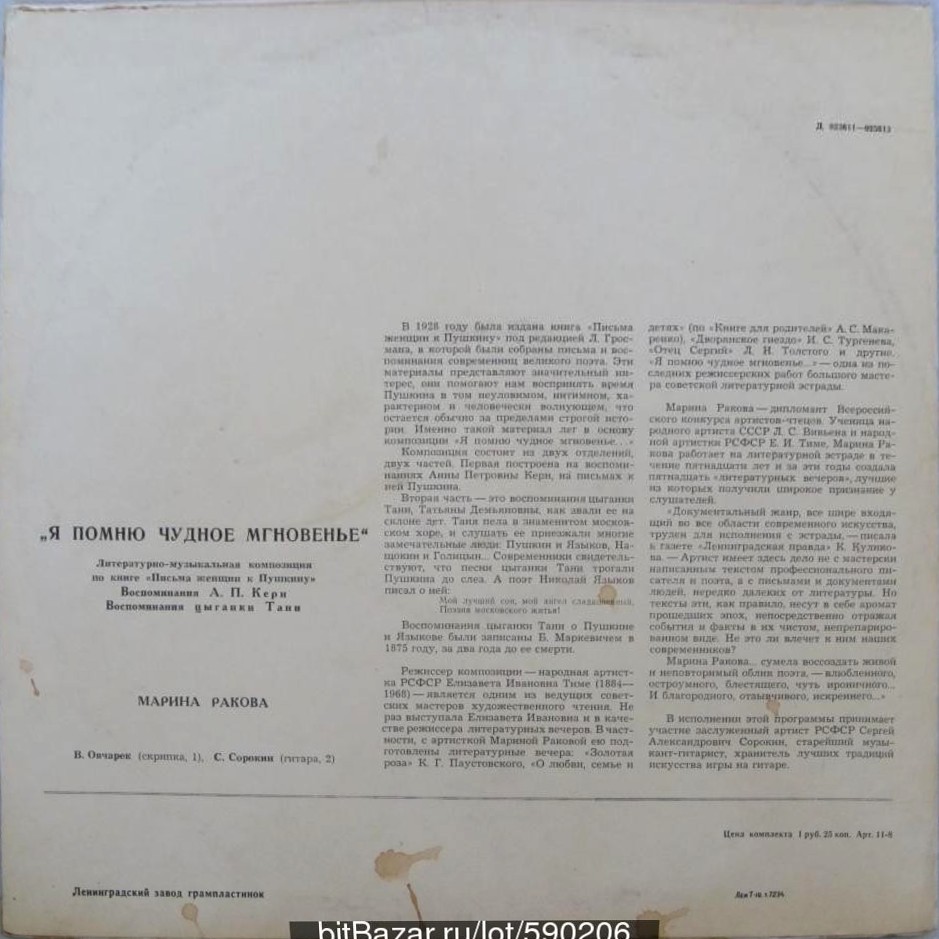 Д 025611—025613
„Я ПОМНЮ ЧУДНОЕ МГНОВЕНЬЕ“
Литературно-музыкальная композиция
по книге «Письма женщин к Пушкину»
Воспоминания А. П. Керн
Воспоминания цыганки Тани
МАРИНА РАКОВА
В. Овчарек (скрипка, 1), С. Сорокин (гитара, 2)
В 1928 году была издана книга «Письма
женщин к Пушкину» под редакцией Л. Грос-
мана, в которой были собраны письма и вос-
поминания современниц великого поэта. Эти
материалы представляют значительный ин-
терес, они помогают нам воспринять время
Пушкина в том неуловимом, интимном, ха-
рактерном и человечески волнующем, что
остается обычно за пределами строгой исто-
рии. Именно такой материал лег в основу
композиции «Я помню чудное мгновенье...»
Композиция состоит из двух отделений,
двух частей. Первая построена на воспоми-
наниях Анны Петровны Керн, на письмах к
ней Пушкина.
Вторая часть — это воспоминания цыганки
Тани, Татьяны Демьяновны, как звали ее на
склоне лет. Таня пела в знаменитом москов-
ском хоре, и слушать ее приезжали многие
замечательные люди: Пушкин и Языков, На-
щокин и Голицын... Современники свидетель-
ствуют, что песни цыганки Тани трогали
Пушкина до слез. А поэт Николай Языков
писал о ней:
Мой лучший сон, мой ангел сладкопевный,
Поэзия московского житья!
Воспоминания цыганки Тани о Пушкине
и Языкове были записаны Б. Маркевичем в
1875 году, за два года до ее смерти.
Режиссер композиции — народная артист-
ка РСФСР Елизавета Ивановна Тиме (1884—
1968) — является одним из ведущих совет-
ских мастеров художественного чтения. Не
раз выступала Елизавета Ивановна и в каче-
стве режиссера литературных вечеров. В част-
ности, с артисткой Мариной Раковой ею под-
готовлены литературные вечера: «Золотая
роза» К. Г. Паустовского, «О любви, семье и
детях» (по «Книге для родителей» А. С. Мака-
ренко), «Дворянское гнездо» И. С. Тургенева,
«Отец Сергий» Л. Н. Толстого и другие.
«Я помню чудное мгновенье...» — одна из по-
следних режиссерских работ большого масте-
ра советской литературной эстрады.
Марина Ракова — дипломант Всероссий-
ского конкурса артистов-чтецов. Ученица на-
родного артиста СССР Л. С. Вивьена и народ-
ной артистки РСФСР Е. И. Тиме, Марина Ра-
кова работает на литературной эстраде в те-
чение пятнадцати лет и за эти годы создала
пятнадцать «литературных вечеров», лучшие
из которых получили широкое признание у
слушателей.
«Документальный жанр, все шире входя-
щий во все области современного искусства,
труден для исполнения с эстрады, — писала
в газете «Ленинградская правда» К. Кулико-
ва. — Артист имеет здесь дело не с мастерски
написанным текстом профессионального пи-
сателя и поэта, а с письмами и документами
людей, нередко далеких от литературы. Но
тексты эти, как правило, несут в себе аромат
прошедших эпох, непосредственно отражая
события и факты в их чистом, непрепариро-
ванном виде. Не это ли влечет к ним наших
современников?
Марина Ракова... сумела воссоздать живой
и неповторимый облик поэта, — влюбленного,
остроумного, блестящего, чуть ироничного...
И благородного, отзывчивого, искреннего...»
В исполнении этой программы принимает
участие заслуженный артист РСФСР Сергей
Александрович Сорокин, старейший музы-
кант-гитарист, хранитель лучших традиций
искусства игры на гитаре.
Цена комплекта 1 руб. 25 коп. Арт. 11-8
Ленинградский завод грампластинок
bitBazar.ru/lot/590206